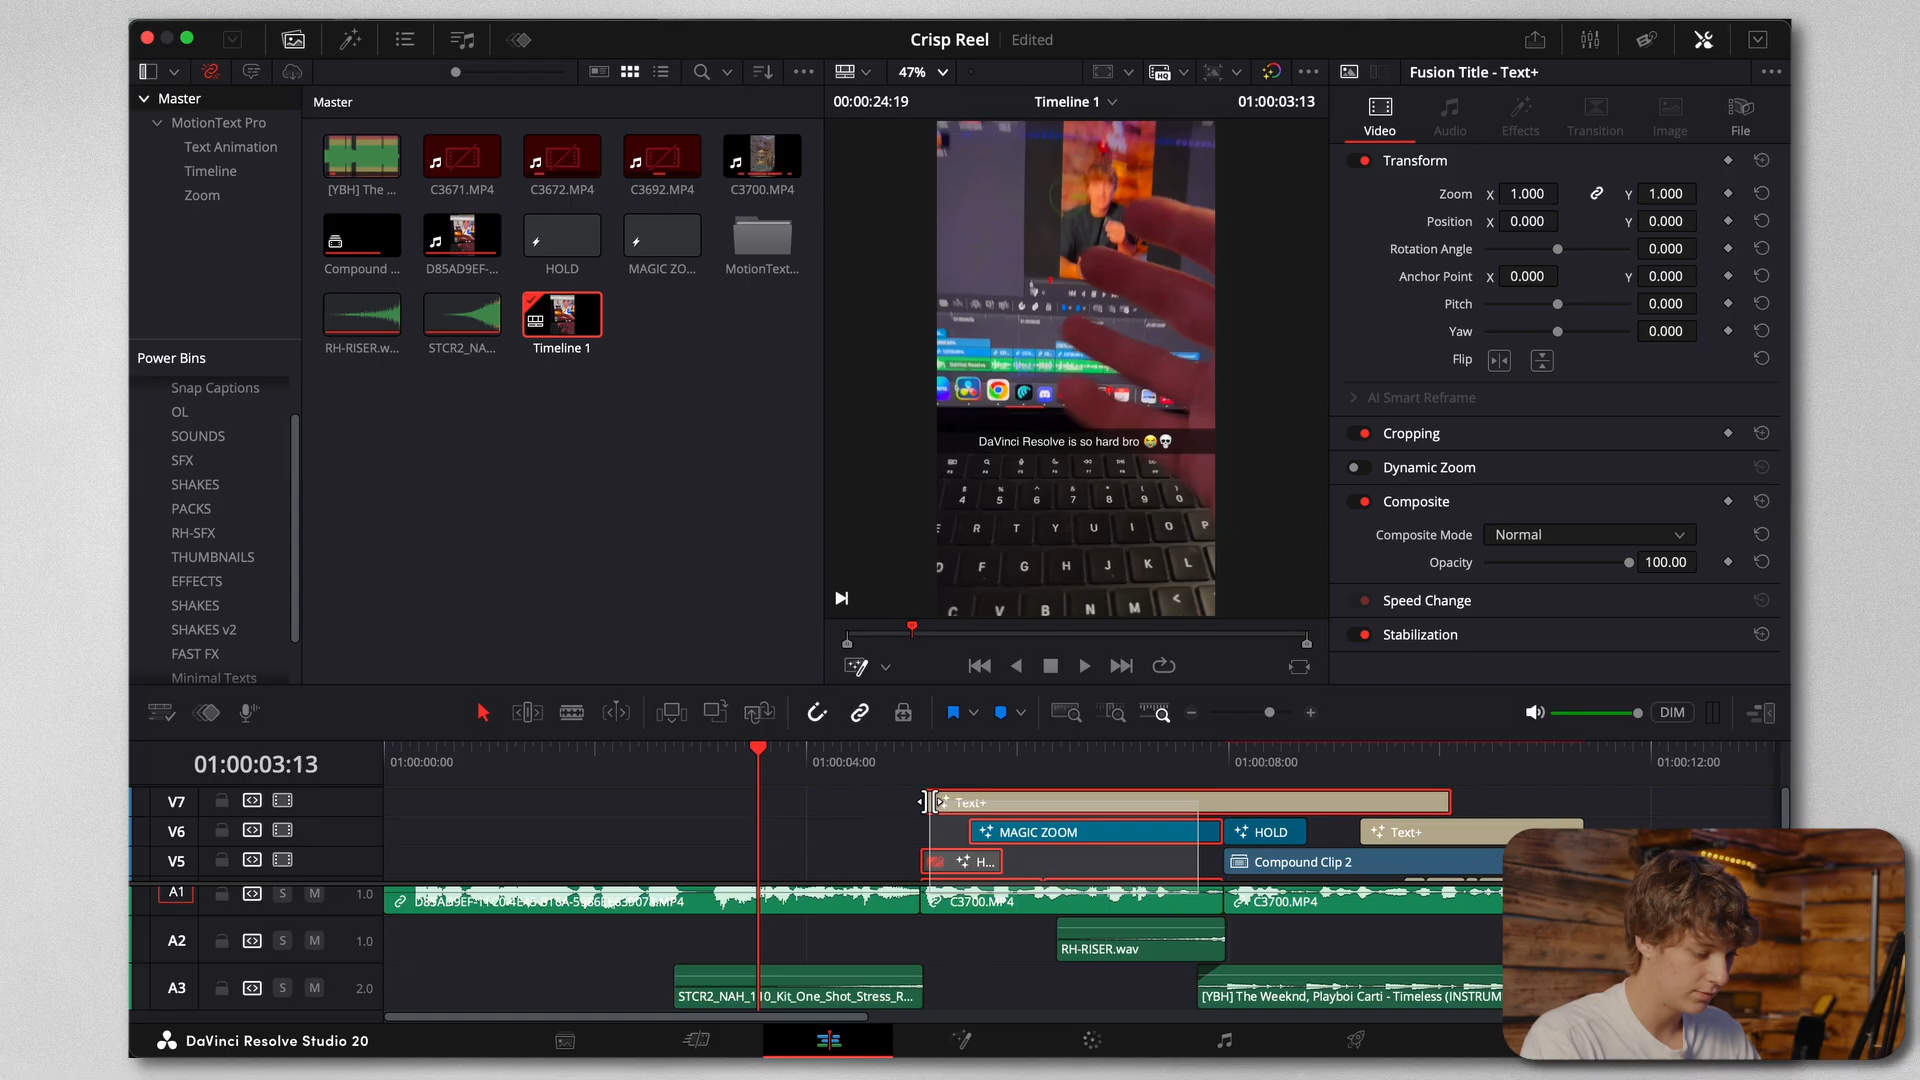 Crisp Reel Edited
47%
Fusion Title - Text+
Master
Master
00:00:24:19 Timeline 1 01:00:03:13
MotionText Pro
Text Animation
Timeline
Zoom
[YBH] The ... C3671.MP4 C3672.MP4 C3692.MP4 C3700.MP4
Compound ... D85AD9EF-... HOLD MAGIC ZO... MotionText...
RH-RISER.w... STCR2_NA... Timeline 1
Power Bins
Snap Captions
OL
SOUNDS
SFX
SHAKES
PACKS
RH-SFX
THUMBNAILS
EFFECTS
SHAKES
SHAKES v2
FAST FX
Minimal Texts
DaVinci Resolve is so hard bro 😭💀
$ % ^ & * ( )
4 5 6 7 8 9 0
E R T Y U I O P
D F G H J K L
C V B N M <
Video Audio Effects Transition Image File
Transform
Zoom X 1.000 Y 1.000
Position X 0.000 Y 0.000
Rotation Angle 0.000
Anchor Point X 0.000 Y 0.000
Pitch 0.000
Yaw 0.000
Flip
AI Smart Reframe
Cropping
Dynamic Zoom
Composite
Composite Mode Normal
Opacity 100.00
Speed Change
Stabilization
DIM
01:00:03:13
01:00:00:00 01:00:04:00 01:00:08:00 01:00:12:00
V7 Text+
V6 MAGIC ZOOM HOLD Text+
V5 H... Compound Clip 2
A1 S M 1.0 C3700.MP4 C3700.MP4
A2 S M 1.0 RH-RISER.wav
A3 S M 2.0 STCR2_NAH_110_Kit_One_Shot_Stress_R... [YBH] The Weeknd, Playboi Carti - Timeless (INSTRUM
DaVinci Resolve Studio 20